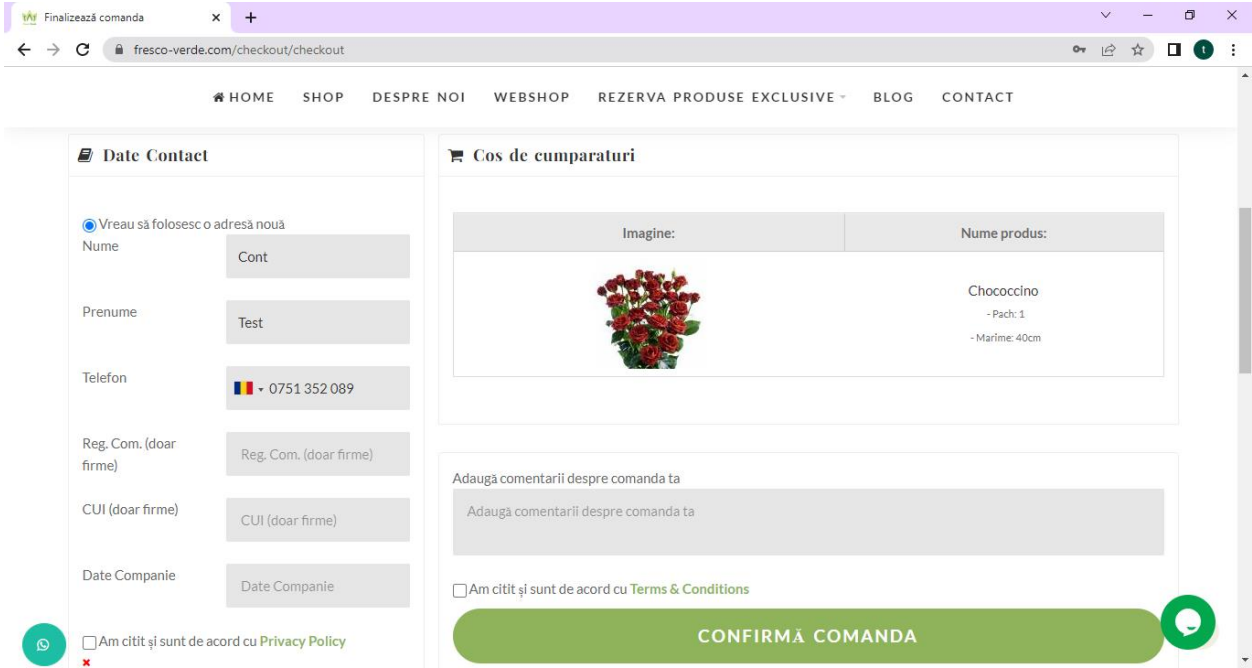 Finalizează comanda
fresco-verde.com/checkout/checkout
t
HOME SHOP DESPRE NOI WEBSHOP REZERVA PRODUSE EXCLUSIVE BLOG CONTACT
Date Contact
Vreau să folosesc o adresă nouă
Nume
Cont
Prenume
Test
Telefon
0751 352 089
Reg. Com. (doar
firme)
Reg. Com. (doar firme)
CUI (doar firme)
CUI (doar firme)
Date Companie
Date Companie
Am citit și sunt de acord cu Privacy Policy
Cos de cumparaturi
Imagine: Nume produs:
Chococcino
- Pach: 1
- Marime: 40cm
Adaugă comentarii despre comanda ta
Adaugă comentarii despre comanda ta
Am citit și sunt de acord cu Terms & Conditions
CONFIRMĂ COMANDA